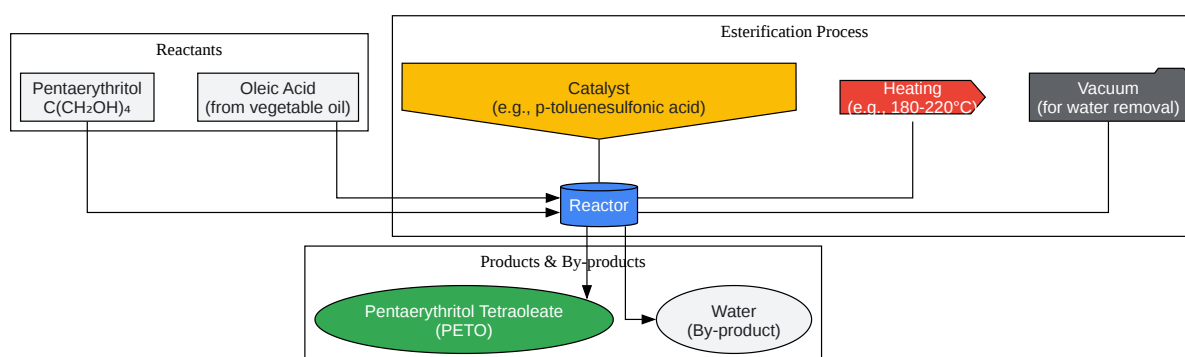 Esterification Process
Reactants
Pentaerythritol
C(CH₂OH)₄
Oleic Acid
(from vegetable oil)
Catalyst
(e.g., p-toluenesulfonic acid)
Heating
(e.g., 180-220°C)
Vacuum
(for water removal)
Reactor
Products & By-products
Pentaerythritol Tetraoleate
(PETO)
Water
(By-product)